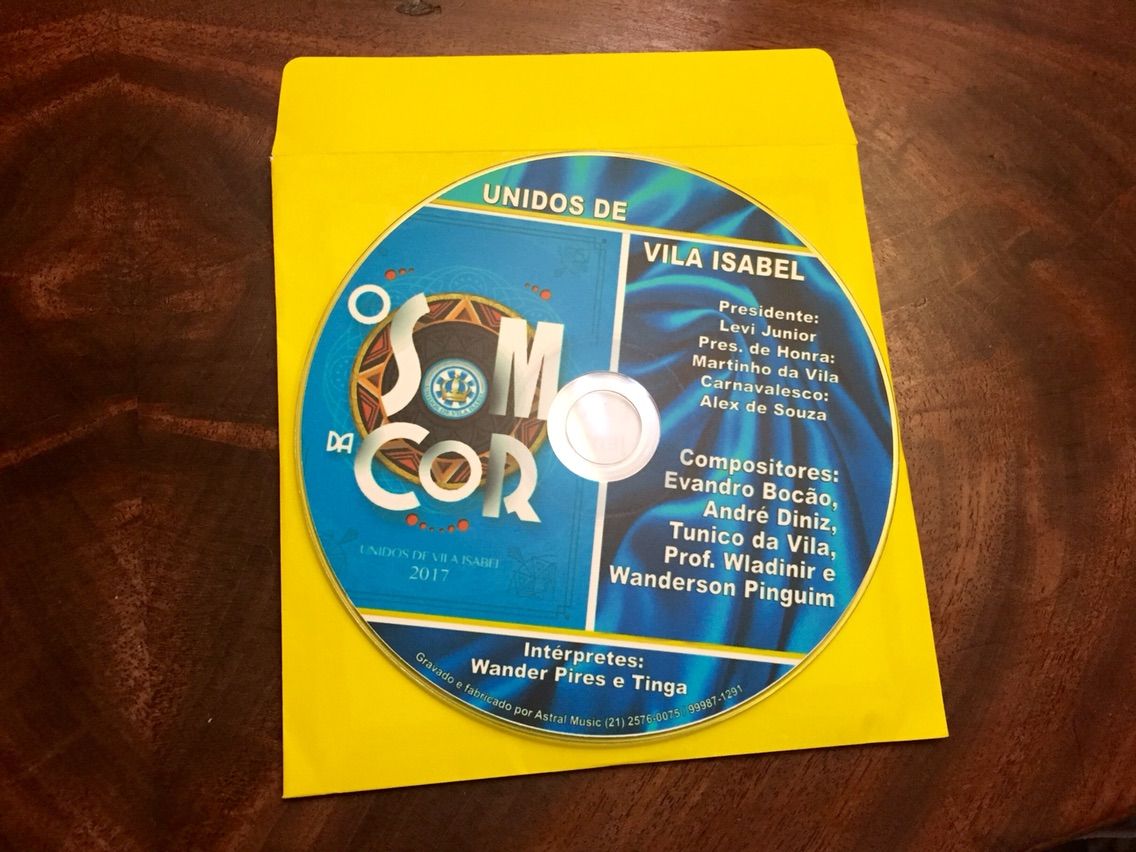 UNIDOS DE
VILA ISABEL
O
SOM
DA
COR
UNIDOS DE VILA ISABEL
2017
Presidente:
Levi Junior
Pres. de Honra:
Martinho da Vila
Carnavalesco:
Alex de Souza
Compositores:
Evandro Bocão,
André Diniz,
Tunico da Vila,
Prof. Wladinir e
Wanderson Pinguim
Intérpretes:
Wander Pires e Tinga
Gravado e fabricado por Astral Music (21) 2576-0075 / 99987-1291